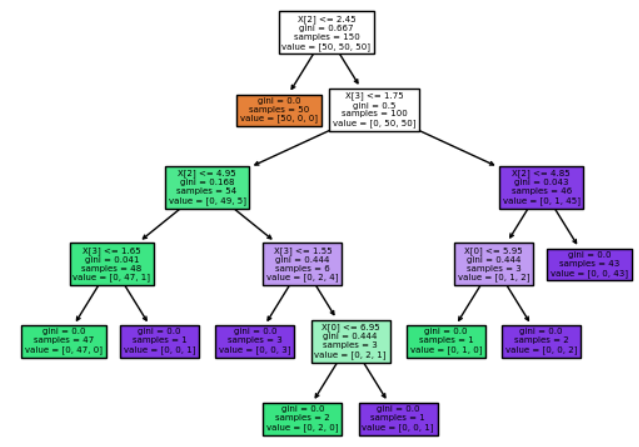 X[2] <= 2.45
gini = 0.667
samples = 150
value = [50, 50, 50]
gini = 0.0
samples = 50
value = [50, 0, 0]
X[3] <= 1.75
gini = 0.5
samples = 100
value = [0, 50, 50]
X[2] <= 4.95
gini = 0.168
samples = 54
value = [0, 49, 5]
X[2] <= 4.85
gini = 0.043
samples = 46
value = [0, 1, 45]
X[3] <= 1.65
gini = 0.041
samples = 48
value = [0, 47, 1]
X[3] <= 1.55
gini = 0.444
samples = 6
value = [0, 2, 4]
X[0] <= 5.95
gini = 0.444
samples = 3
value = [0, 1, 2]
gini = 0.0
samples = 43
value = [0, 0, 43]
gini = 0.0
samples = 47
value = [0, 47, 0]
gini = 0.0
samples = 1
value = [0, 0, 1]
gini = 0.0
samples = 3
value = [0, 0, 3]
X[0] <= 6.95
gini = 0.444
samples = 3
value = [0, 2, 1]
gini = 0.0
samples = 1
value = [0, 1, 0]
gini = 0.0
samples = 2
value = [0, 0, 2]
gini = 0.0
samples = 2
value = [0, 2, 0]
gini = 0.0
samples = 1
value = [0, 0, 1]